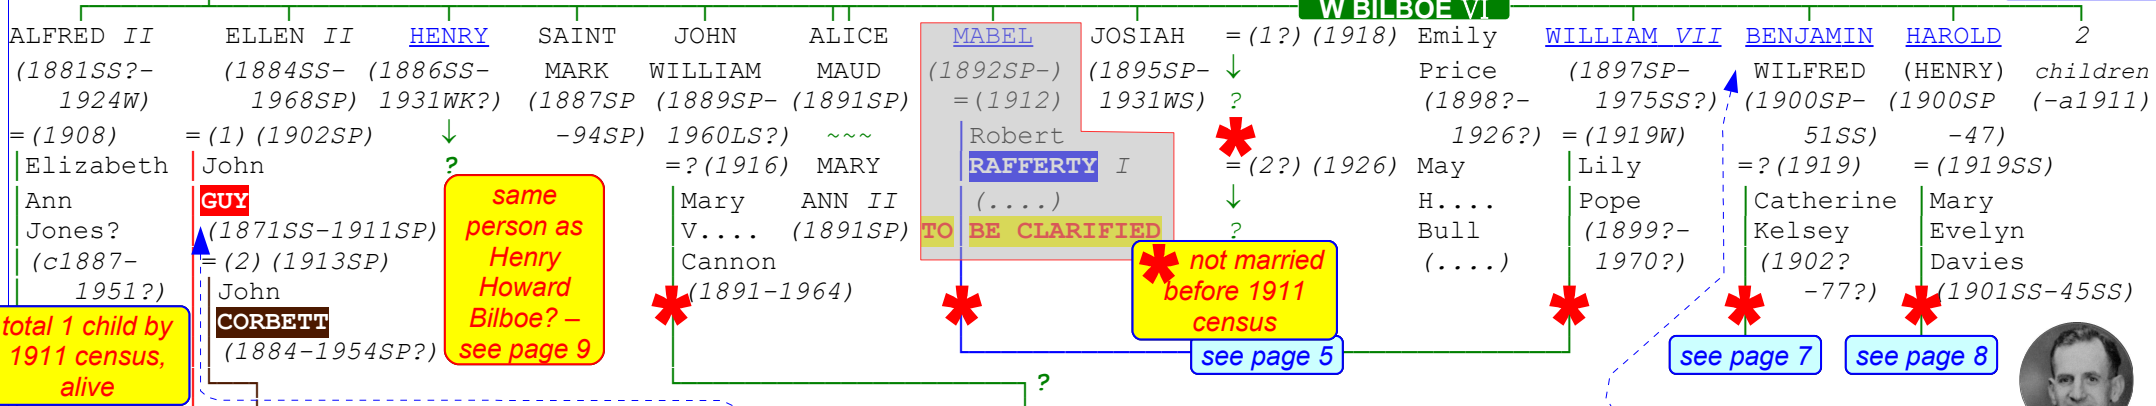 W BILBOE VI
ALFRED II ELLEN II HENRY SAINT JOHN ALICE MABEL JOSIAH =(1?)(1918) Emily WILLIAM VII BENJAMIN HAROLD 2
(1881SS?- (1884SS- (1886SS- MARK WILLIAM MAUD (1892SP-) (1895SP- ↓ Price (1897SP- WILFRED (HENRY) children
1924W) 1968SP) 1931WK?) (1887SP (1889SP- (1891SP) =(1912) 1931WS) ? (1898?- 1975SS?) (1900SP- (1900SP (-a1911)
=(1908) =(1)(1902SP) ↓ -94SP) 1960LS?) ~~~ Robert * 1926?) =(1919W) 51SS) -47)
Elizabeth John ? =?(1916) MARY RAFFERTY I =(2?)(1926) May Lily =?(1919) =(1919SS)
Ann GUY same Mary ANN II (....) ↓ H.... Pope Catherine Mary
Jones? (1871SS-1911SP) person as V.... (1891SP) TO BE CLARIFIED ? Bull (1899?- Kelsey Evelyn
(c1887- =(2)(1913SP) Henry Cannon * not married (....) 1970?) (1902? Davies
1951?) John Howard * (1891-1964) * before 1911 * * -77?) * (1901SS-45SS)
total 1 child by CORBETT Bilboe? – census
1911 census, (1884-1954SP?) see page 9 see page 5 see page 7 see page 8
alive ?